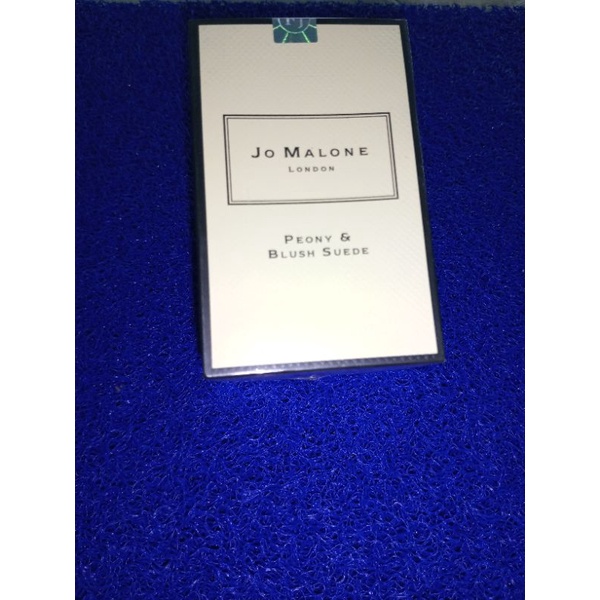 Jo Malone
London
Peony &
Blush Suede